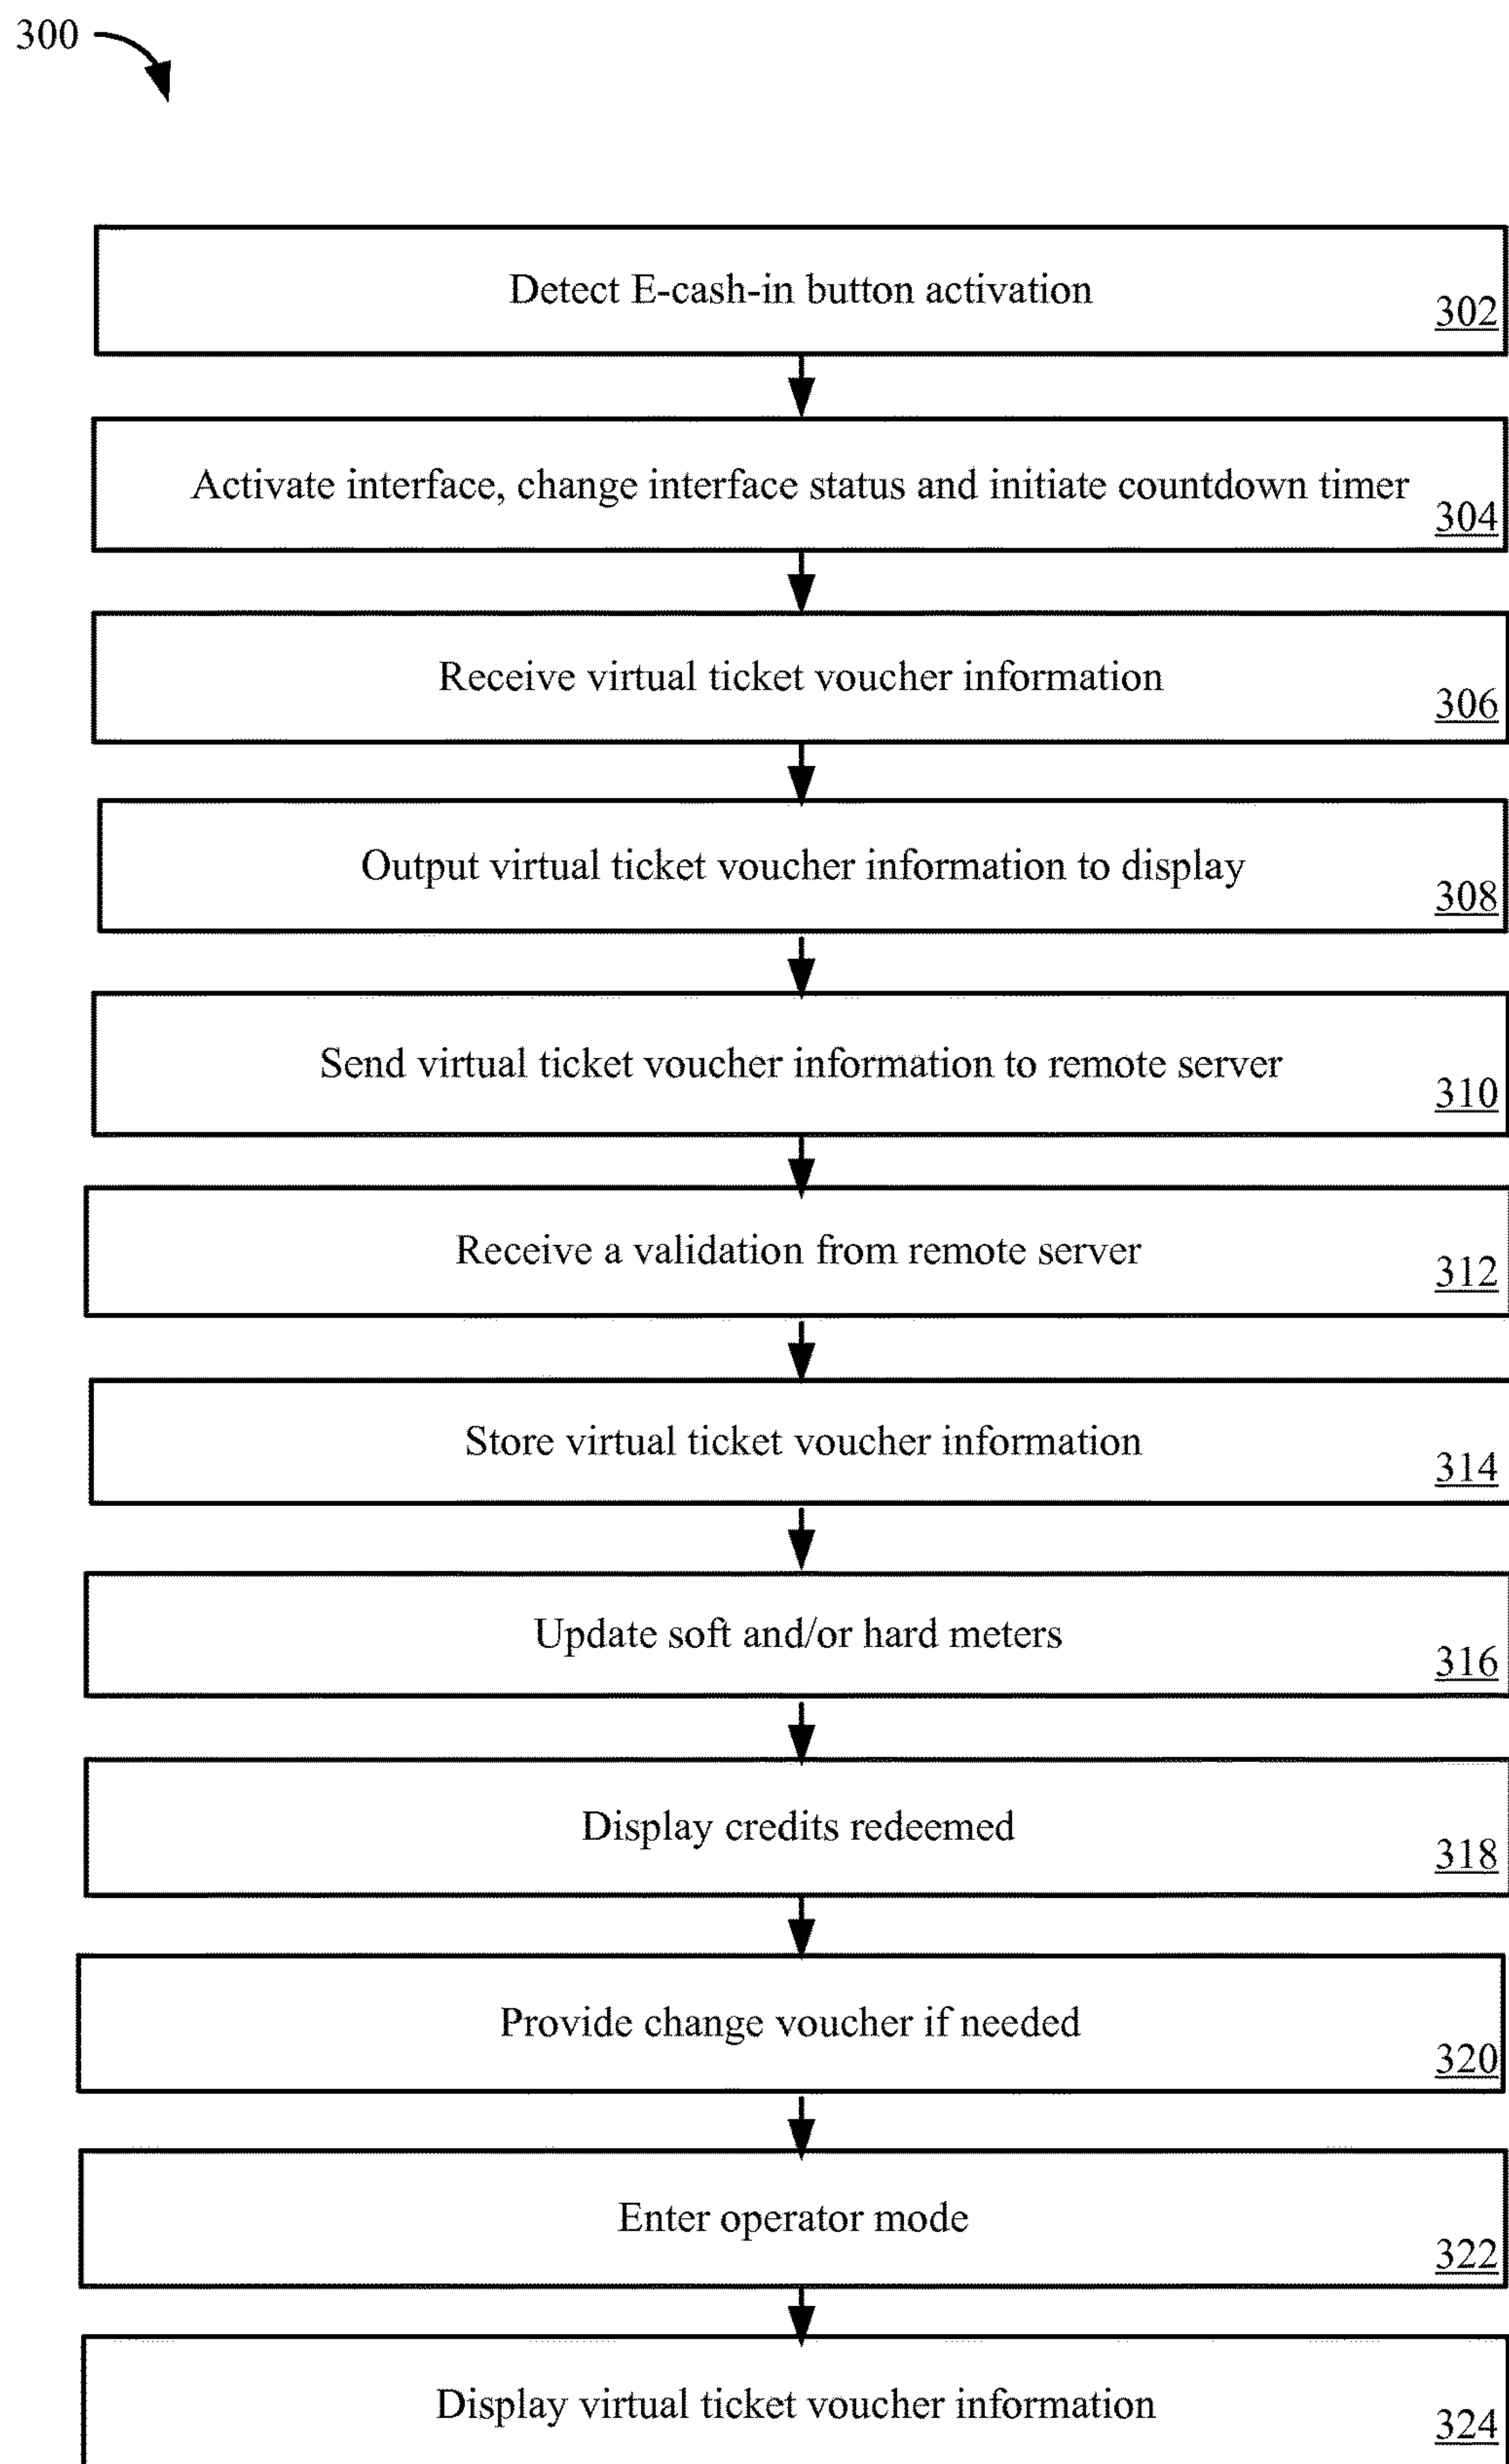 300
Detect E-cash-in button activation
302
Activate interface, change interface status and initiate countdown timer
304
Receive virtual ticket voucher information
306
Output virtual ticket voucher information to display
308
Send virtual ticket voucher information to remote server
310
Receive a validation from remote server
312
Store virtual ticket voucher information
314
Update soft and/or hard meters
316
Display credits redeemed
318
Provide change voucher if needed
320
Enter operator mode
322
Display virtual ticket voucher information
324